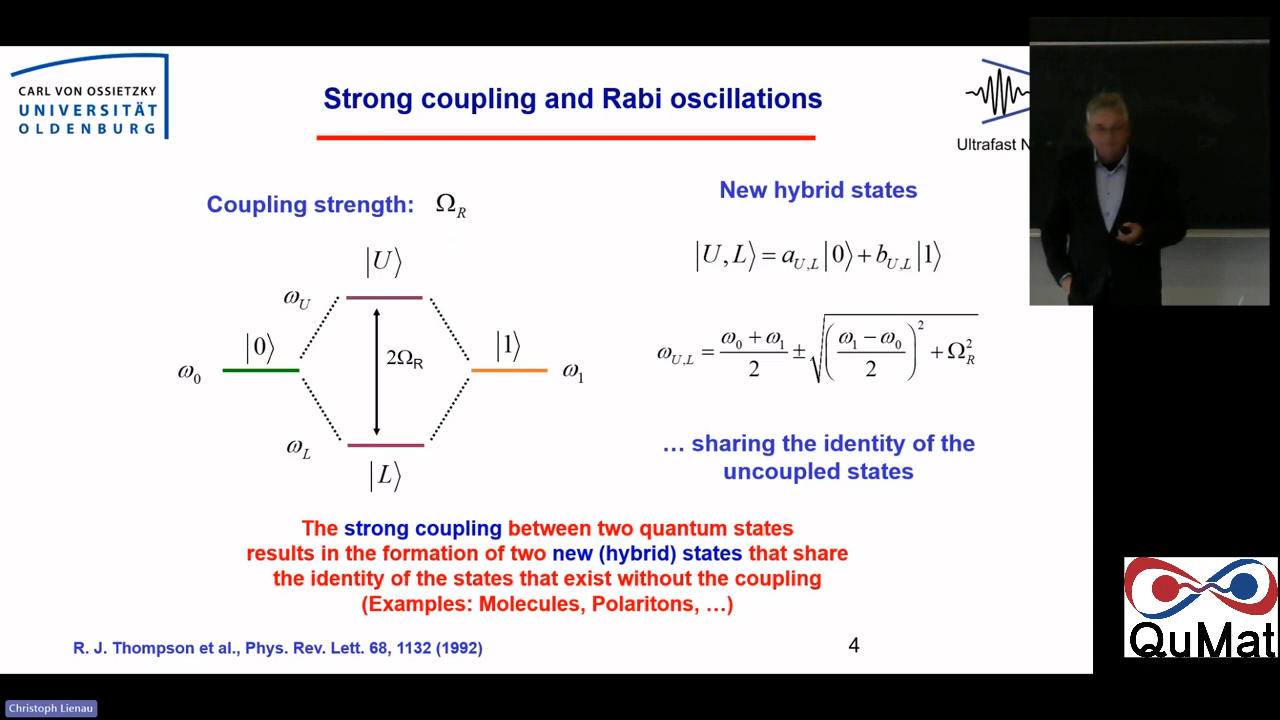 CARL VON OSSIETZKY
UNIVERSITÄT
OLDENBURG
Strong coupling and Rabi oscillations
Ultrafast N
Coupling strength: Ω_R
|U⟩
ω_U
|0⟩
|1⟩
2Ω_R
ω_0
ω_1
ω_L
|L⟩
New hybrid states
|U, L⟩ = a_{U,L}|0⟩ + b_{U,L}|1⟩
ω_{U,L} = (ω_0 + ω_1)/2 ± √(((ω_1 − ω_0)/2)^2 + Ω_R^2)
… sharing the identity of the
uncoupled states
The strong coupling between two quantum states
results in the formation of two new (hybrid) states that share
the identity of the states that exist without the coupling
(Examples: Molecules, Polaritons, …)
R. J. Thompson et al., Phys. Rev. Lett. 68, 1132 (1992)
4
QuMat
Christoph Lienau